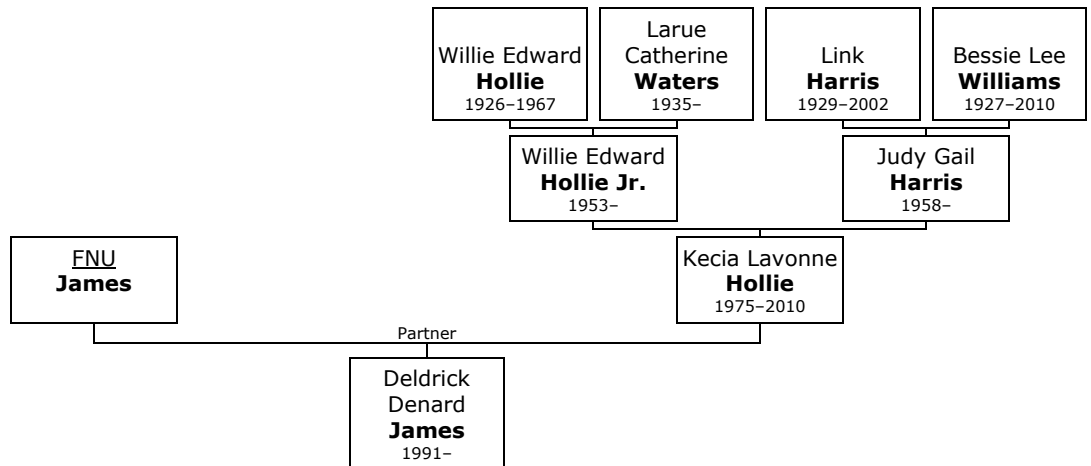 Willie Edward
Hollie
1926–1967
Larue
Catherine
Waters
1935–
Link
Harris
1929–2002
Bessie Lee
Williams
1927–2010
Willie Edward
Hollie Jr.
1953–
Judy Gail
Harris
1958–
FNU
James
Kecia Lavonne
Hollie
1975–2010
Partner
Deldrick
Denard
James
1991–